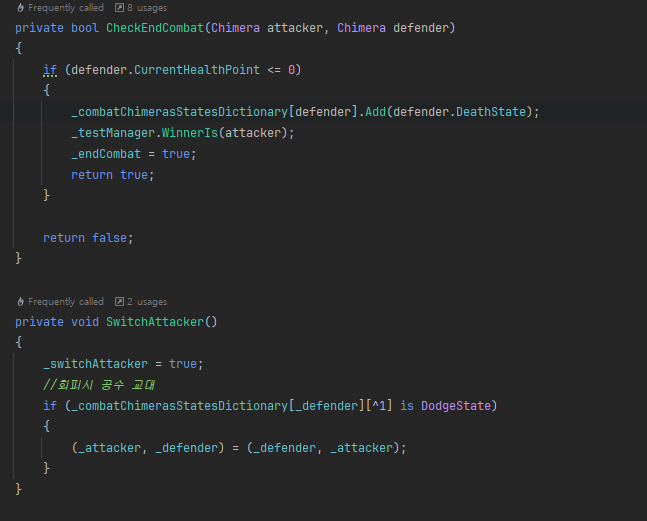 Frequently called 8 usages
private bool CheckEndCombat(Chimera attacker, Chimera defender)
{
if (defender.CurrentHealthPoint <= 0)
{
_combatChimerasStatesDictionary[defender].Add(defender.DeathState);
_testManager.WinnerIs(attacker);
_endCombat = true;
return true;
}
return false;
}
Frequently called 2 usages
private void SwitchAttacker()
{
_switchAttacker = true;
//회피시 공수 교대
if (_combatChimerasStatesDictionary[_defender][^1] is DodgeState)
{
(_attacker, _defender) = (_defender, _attacker);
}
}